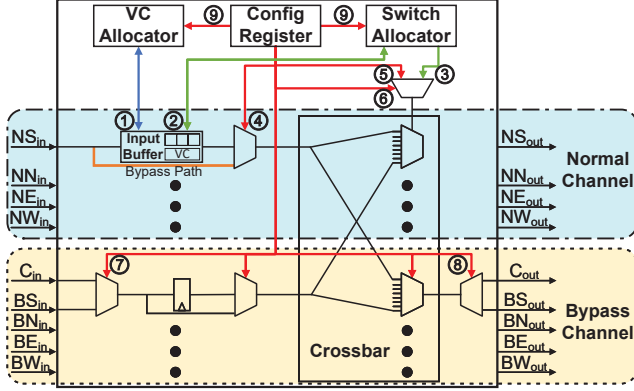 VC Allocator
⑨
Config Register
⑨
Switch Allocator
⑤
③
⑥
①
②
④
NSin
Input Buffer
VC
Bypass Path
NSout
NNin
NEin
NWin
NNout
NEout
NWout
Normal Channel
⑦
⑧
Cin
BSin
BNin
BEin
BWin
Crossbar
Cout
BSout
BNout
BEout
BWout
Bypass Channel